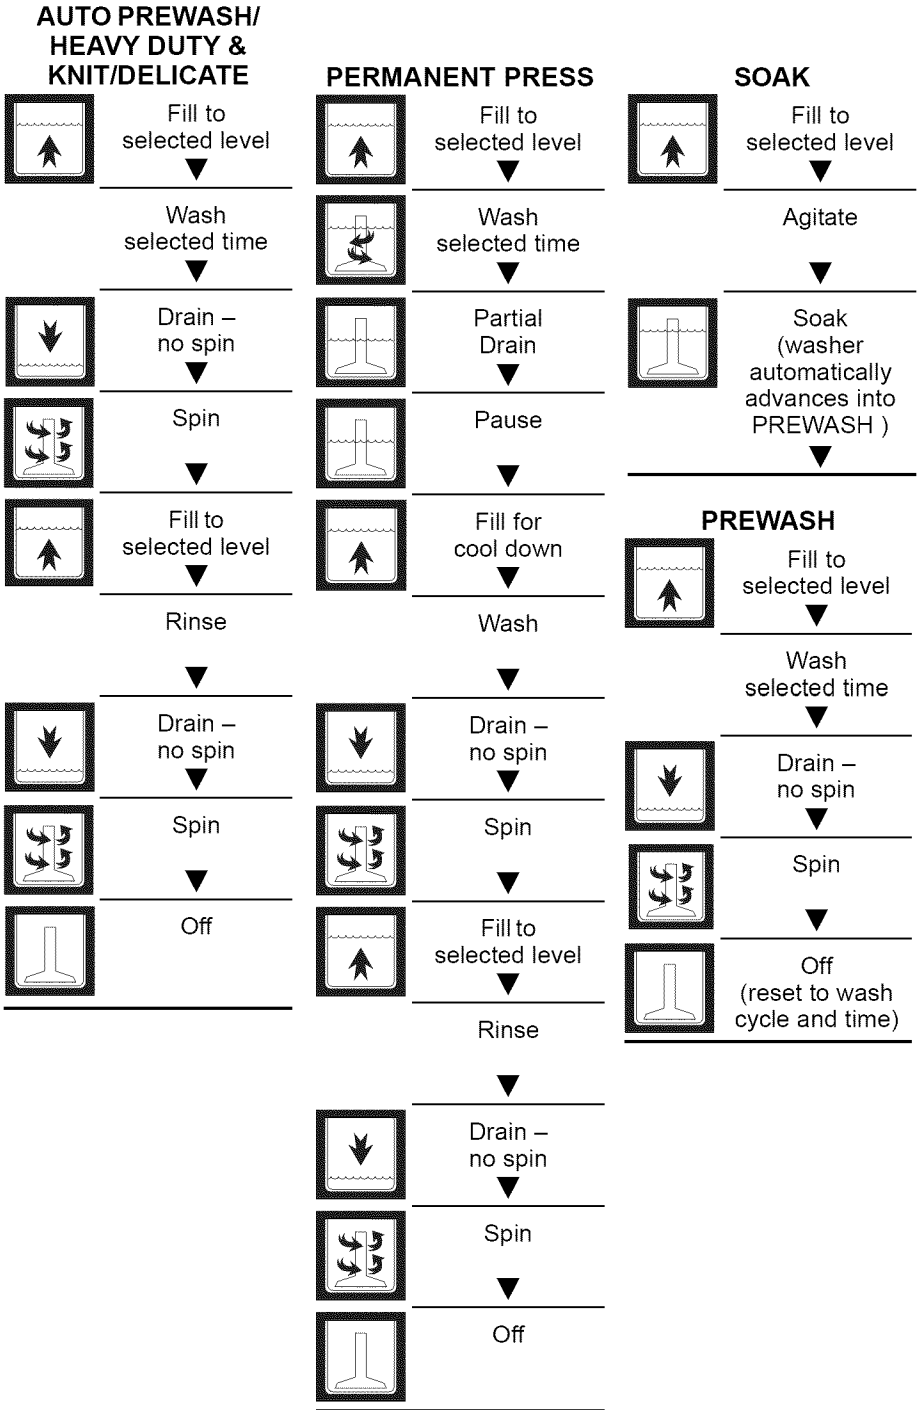 AUTO PREWASH/
HEAVY DUTY &
KNIT/DELICATE
Fill to
selected level
Wash
selected time
Drain –
no spin
Spin
Fill to
selected level
Rinse
Drain –
no spin
Spin
Off
PERMANENT PRESS
Fill to
selected level
Wash
selected time
Partial
Drain
Pause
Fill for
cool down
Wash
Drain –
no spin
Spin
Fill to
selected level
Rinse
Drain –
no spin
Spin
Off
SOAK
Fill to
selected level
Agitate
Soak
(washer
automatically
advances into
PREWASH )
PREWASH
Fill to
selected level
Wash
selected time
Drain –
no spin
Spin
Off
(reset to wash
cycle and time)